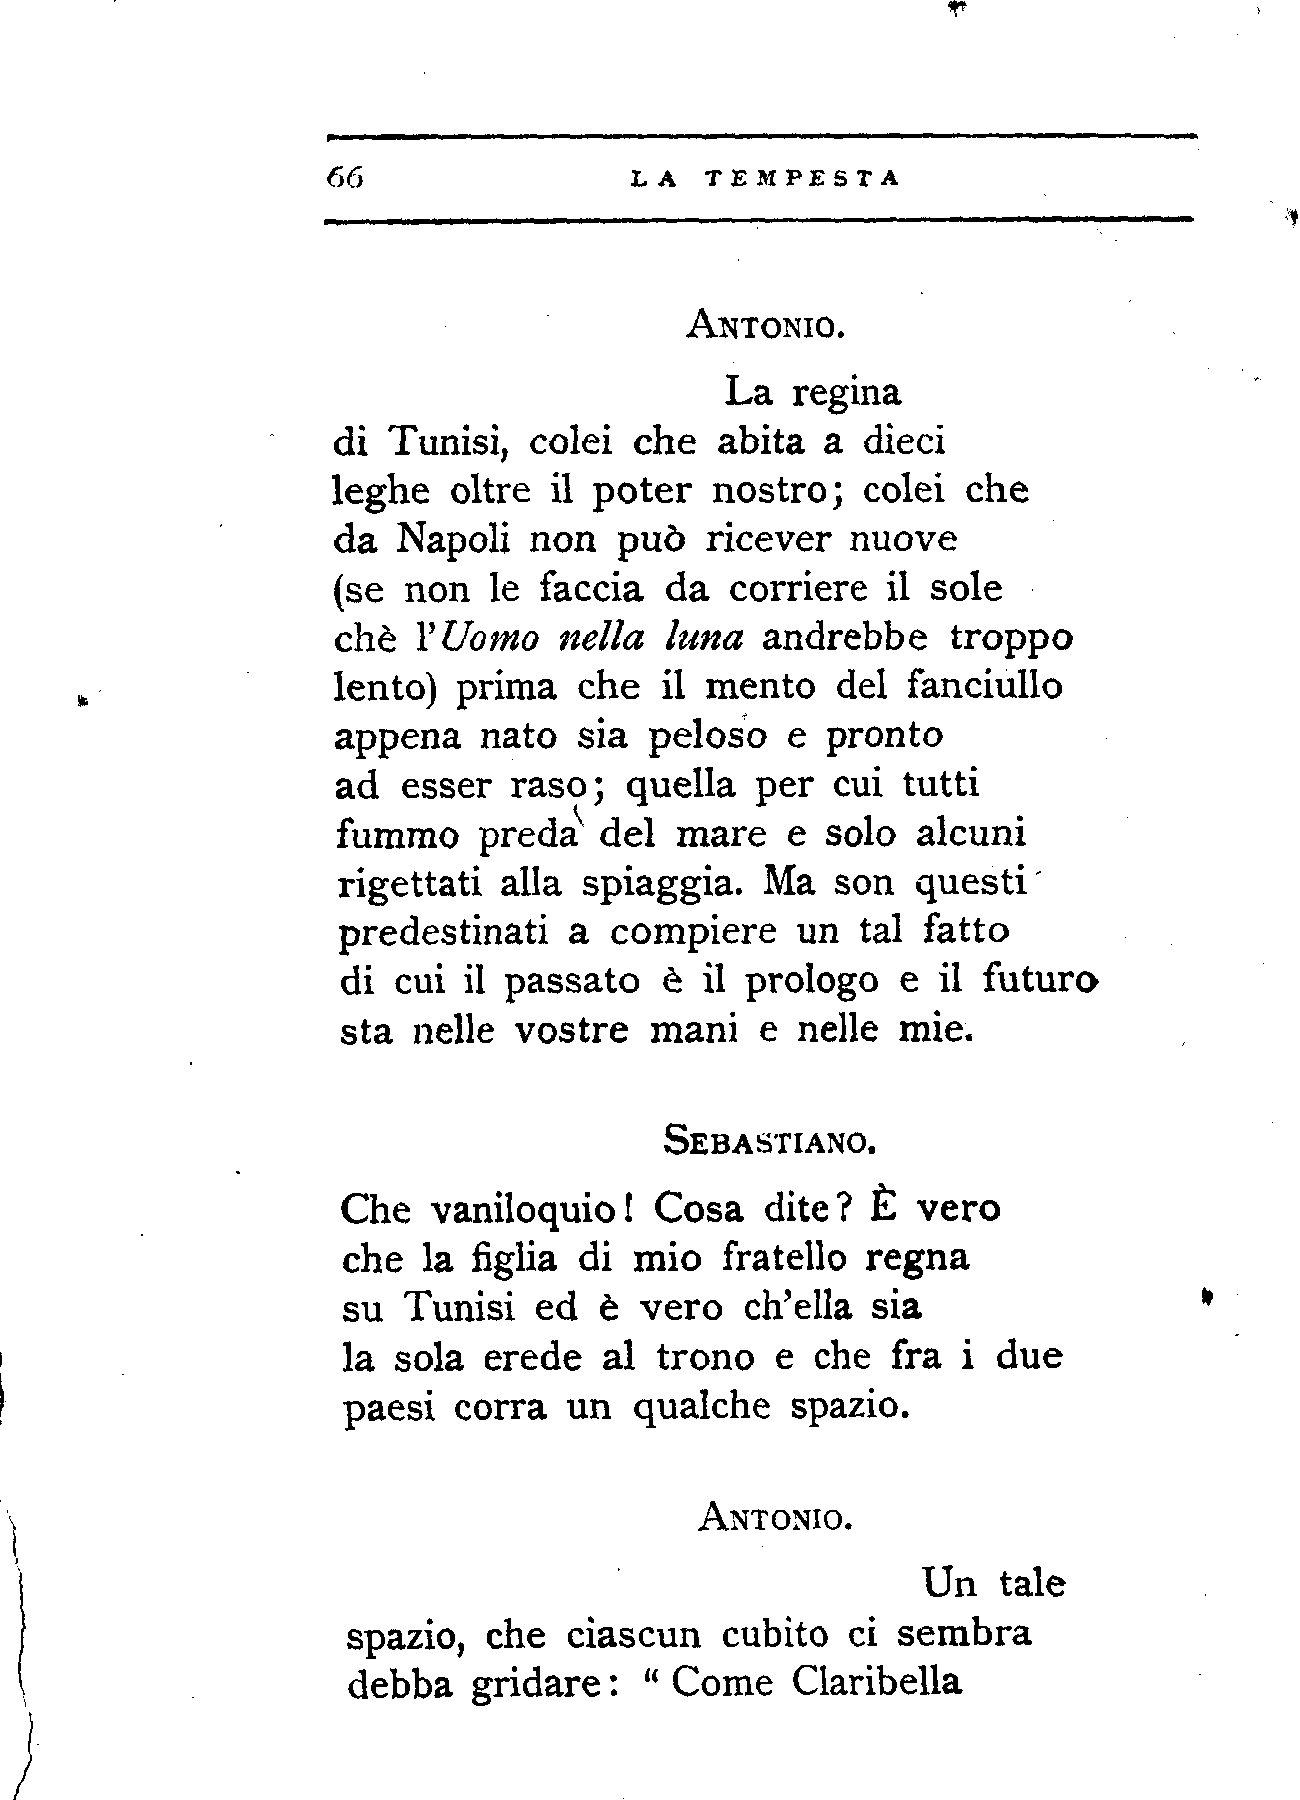 66 LA TEMPESTA
ANTONIO.
La regina
di Tunisi, colei che abita a dieci
leghe oltre il poter nostro; colei che
da Napoli non può ricever nuove
(se non le faccia da corriere il sole
chè l'Uomo nella luna andrebbe troppo
lento) prima che il mento del fanciullo
appena nato sia peloso e pronto
ad esser raso; quella per cui tutti
fummo preda del mare e solo alcuni
rigettati alla spiaggia. Ma son questi
predestinati a compiere un tal fatto
di cui il passato è il prologo e il futuro
sta nelle vostre mani e nelle mie.
SEBASTIANO.
Che vaniloquio! Cosa dite? È vero
che la figlia di mio fratello regna
su Tunisi ed è vero ch'ella sia
la sola erede al trono e che fra i due
paesi corra un qualche spazio.
ANTONIO.
Un tale
spazio, che ciascun cubito ci sembra
debba gridare: “ Come Claribella